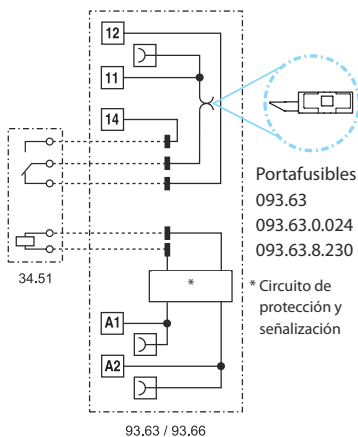 12
11
14
34.51
*
A1
A2
93.63 / 93.66
Portafusibles
093.63
093.63.0.024
093.63.8.230
* Circuito de
protección y
señalización